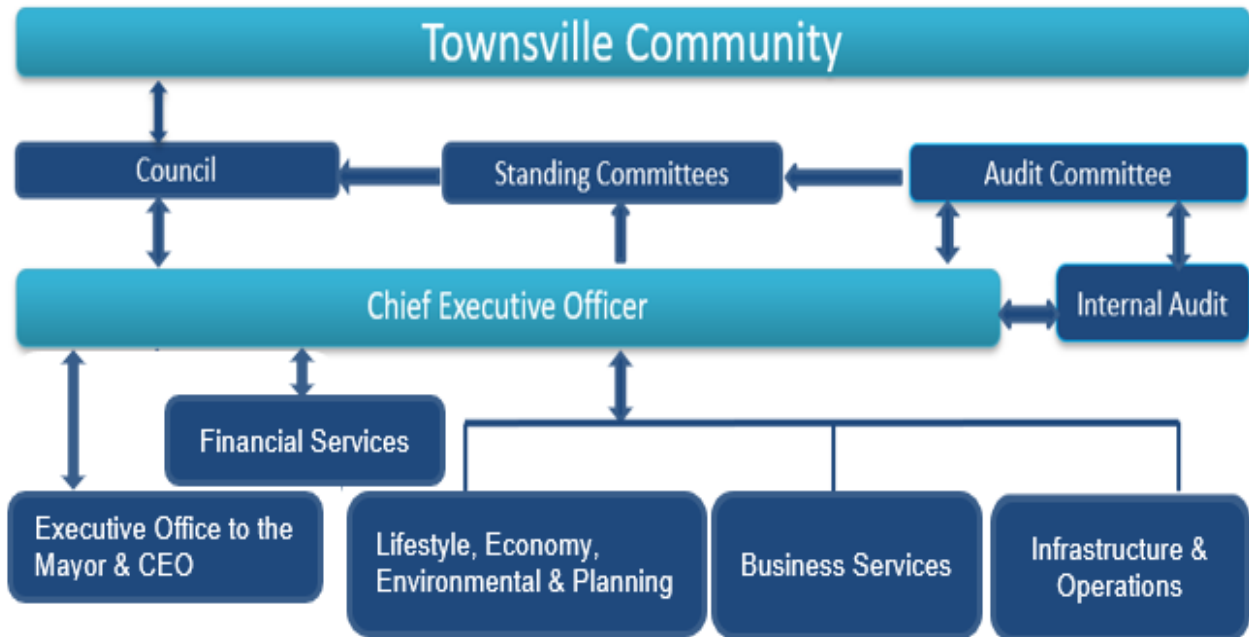 Townsville Community
Council
Standing Committees
Audit Committee
Chief Executive Officer
Internal Audit
Financial Services
Executive Office to the
Mayor & CEO
Lifestyle, Economy,
Environmental & Planning
Business Services
Infrastructure &
Operations